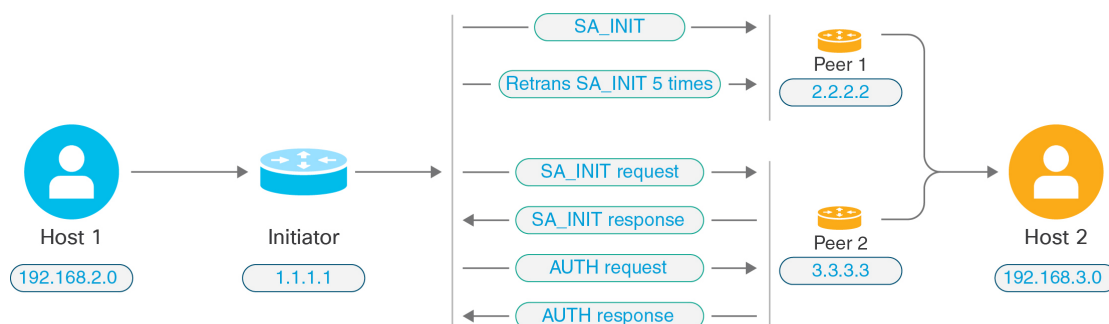 SA_INIT
Peer 1
Retrans SA_INIT 5 times
2.2.2.2
SA_INIT request
SA_INIT response
Host 1
Initiator
Peer 2
Host 2
AUTH request
3.3.3.3
192.168.2.0
1.1.1.1
192.168.3.0
AUTH response